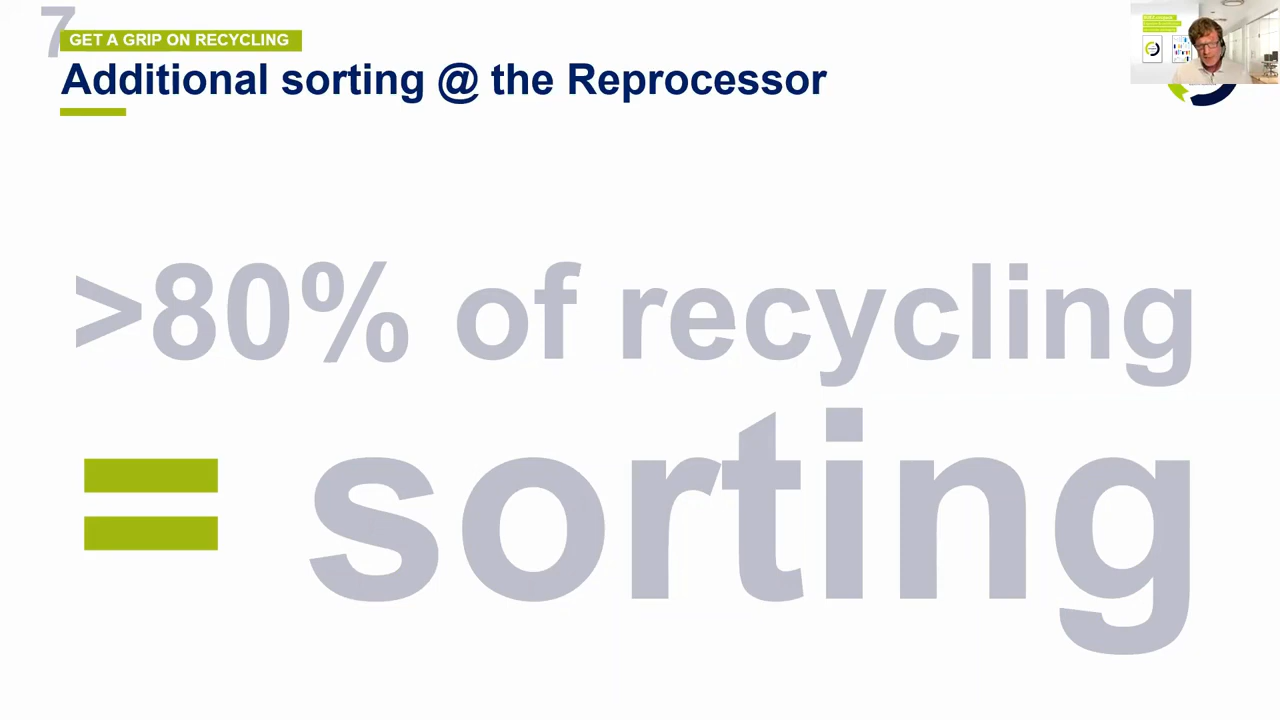 7
GET A GRIP ON RECYCLING
Additional sorting @ the Reprocessor
>80% of recycling
= sorting